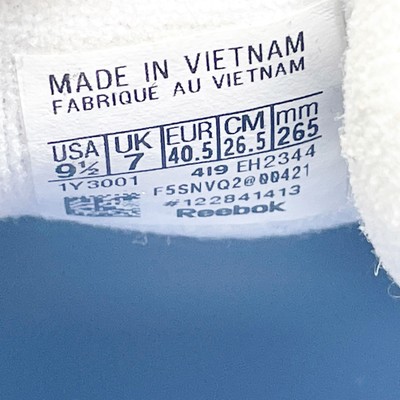 MADE IN VIETNAM
FABRIQUÉ AU VIETNAM
USA UK EUR CM mm
9½ 7 40.5 26.5 265
1Y3001 419 EH2344
F5SNVQ2@00421
#122841413
Reebok